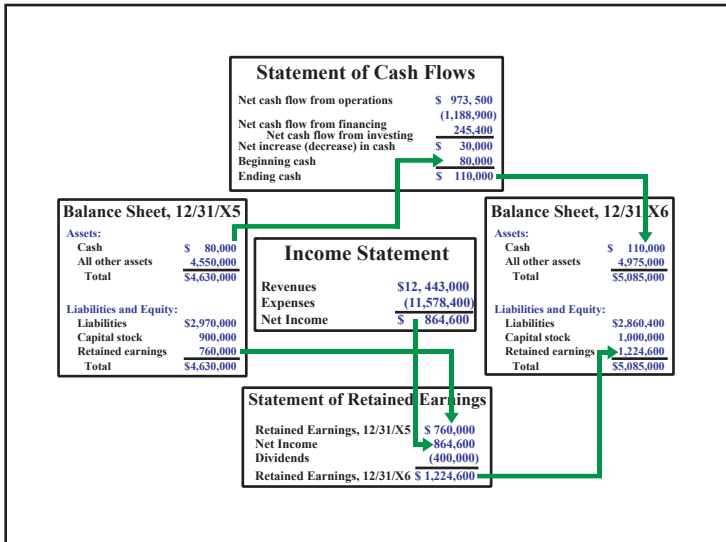 Statement of Cash Flows
Net cash flow from operations $ 973, 500
(1,188,900)
Net cash flow from financing
Net cash flow from investing 245,400
Net increase (decrease) in cash $ 30,000
Beginning cash 80,000
Ending cash $ 110,000
Balance Sheet, 12/31/X5
Assets:
Cash $ 80,000
All other assets 4,550,000
Total $4,630,000
Liabilities and Equity:
Liabilities $2,970,000
Capital stock 900,000
Retained earnings 760,000
Total $4,630,000
Income Statement
Revenues $12, 443,000
Expenses (11,578,400)
Net Income $ 864,600
Balance Sheet, 12/31/X6
Assets:
Cash $ 110,000
All other assets 4,975,000
Total $5,085,000
Liabilities and Equity:
Liabilities $2,860,400
Capital stock 1,000,000
Retained earnings 1,224,600
Total $5,085,000
Statement of Retained Earnings
Retained Earnings, 12/31/X5 $ 760,000
Net Income 864,600
Dividends (400,000)
Retained Earnings, 12/31/X6 $ 1,224,600